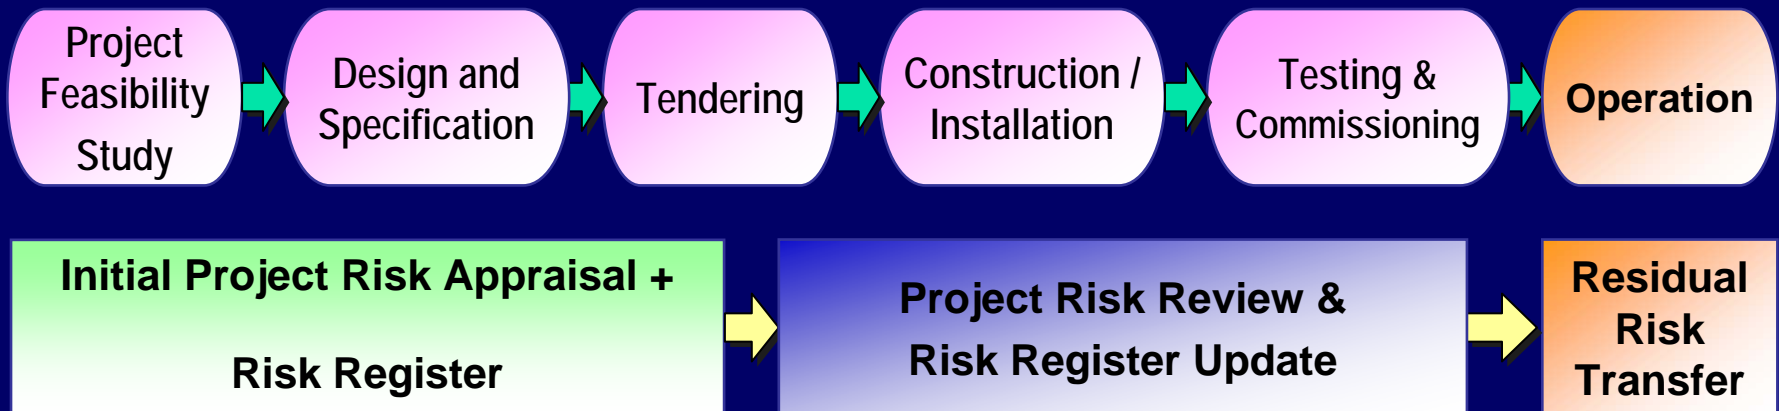 Project
Feasibility
Study
Design and
Specification
Tendering
Construction /
Installation
Testing &
Commissioning
Operation
Initial Project Risk Appraisal +
Risk Register
Project Risk Review &
Risk Register Update
Residual
Risk
Transfer